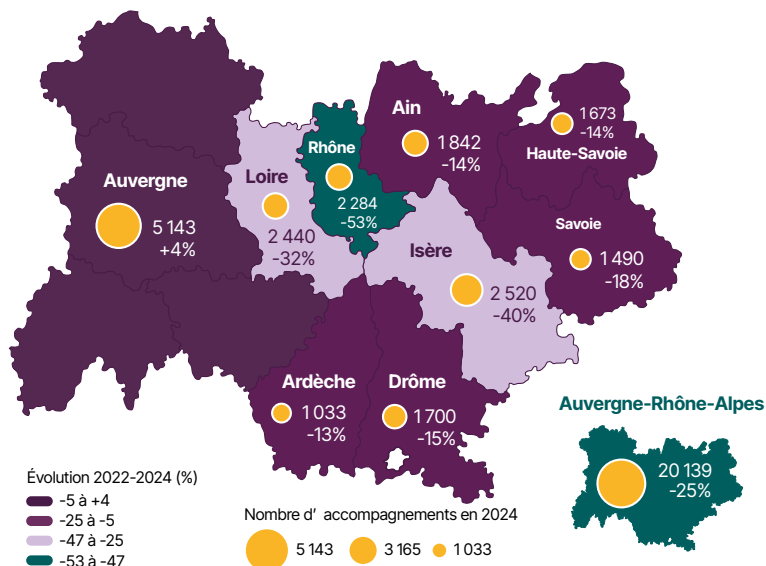 Ain
1 842
-14%
1 673
-14%
Haute-Savoie
Rhône
2 284
-53%
Auvergne
5 143
+4%
Loire
2 440
-32%
Savoie
1 490
-18%
Isère
2 520
-40%
Ardèche
1 033
-13%
Drôme
1 700
-15%
Auvergne-Rhône-Alpes
20 139
-25%
Évolution 2022-2024 (%)
-5 à +4
-25 à -5
-47 à -25
-53 à -47
Nombre d’ accompagnements en 2024
5 143 3 165 1 033